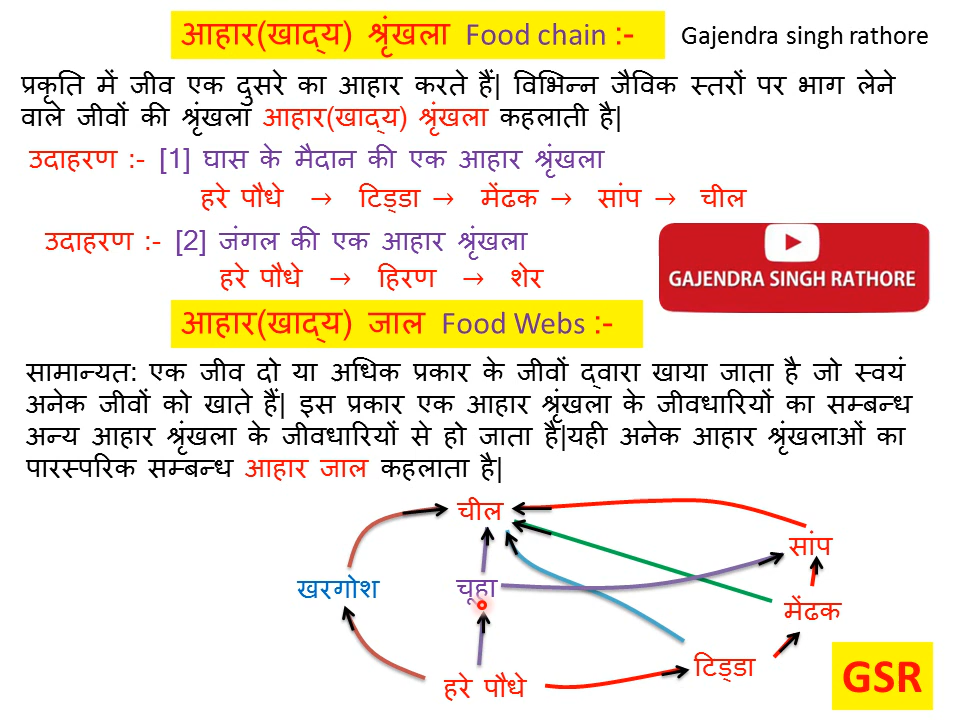 आहार(खाद्य) श्रृंखला Food chain :-
Gajendra singh rathore
प्रकृति में जीव एक दुसरे का आहार करते हैं| विभिन्न जैविक स्तरों पर भाग लेने
वाले जीवों की श्रृंखला आहार(खाद्य) श्रृंखला कहलाती है|
उदाहरण :- [1] घास के मैदान की एक आहार श्रृंखला
हरे पौधे → टिड्डा → मेंढक → सांप → चील
उदाहरण :- [2] जंगल की एक आहार श्रृंखला
हरे पौधे → हिरण → शेर
GAJENDRA SINGH RATHORE
आहार(खाद्य) जाल Food Webs :-
सामान्यत: एक जीव दो या अधिक प्रकार के जीवों द्वारा खाया जाता है जो स्वयं
अनेक जीवों को खाते हैं| इस प्रकार एक आहार श्रृंखला के जीवधारियों का सम्बन्ध
अन्य आहार श्रृंखला के जीवधारियों से हो जाता है|यही अनेक आहार श्रृंखलाओं का
पारस्परिक सम्बन्ध आहार जाल कहलाता है|
चील
सांप
खरगोश
चूहा
मेंढक
टिड्डा
हरे पौधे
GSR